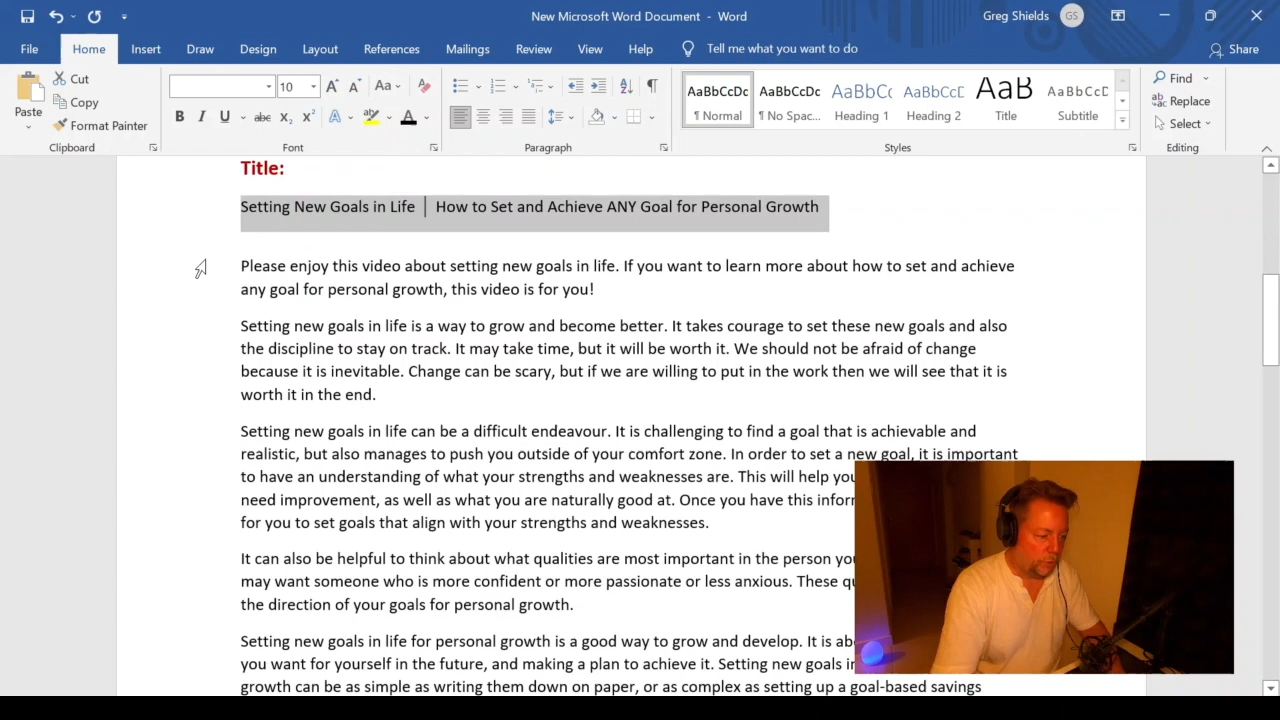 New Microsoft Word Document - Word
Greg Shields GS
File Home Insert Draw Design Layout References Mailings Review View Help Tell me what you want to do Share
Paste
Cut
Copy
Format Painter
Clipboard
10 Aa
B I U abc X₂ X² A A
Font
Paragraph
AaBbCcDc AaBbCcDc AaBbCc AaBbCcD AaB AaBbCcD
¶ Normal ¶ No Spac... Heading 1 Heading 2 Title Subtitle
Styles
Find
Replace
Select
Editing
Title:
Setting New Goals in Life │ How to Set and Achieve ANY Goal for Personal Growth
Please enjoy this video about setting new goals in life. If you want to learn more about how to set and achieve
any goal for personal growth, this video is for you!
Setting new goals in life is a way to grow and become better. It takes courage to set these new goals and also
the discipline to stay on track. It may take time, but it will be worth it. We should not be afraid of change
because it is inevitable. Change can be scary, but if we are willing to put in the work then we will see that it is
worth it in the end.
Setting new goals in life can be a difficult endeavour. It is challenging to find a goal that is achievable and
realistic, but also manages to push you outside of your comfort zone. In order to set a new goal, it is important
to have an understanding of what your strengths and weaknesses are. This will help you
need improvement, as well as what you are naturally good at. Once you have this infor
for you to set goals that align with your strengths and weaknesses.
It can also be helpful to think about what qualities are most important in the person you
may want someone who is more confident or more passionate or less anxious. These qu
the direction of your goals for personal growth.
Setting new goals in life for personal growth is a good way to grow and develop. It is ab
you want for yourself in the future, and making a plan to achieve it. Setting new goals in
growth can be as simple as writing them down on paper, or as complex as setting up a goal-based savings